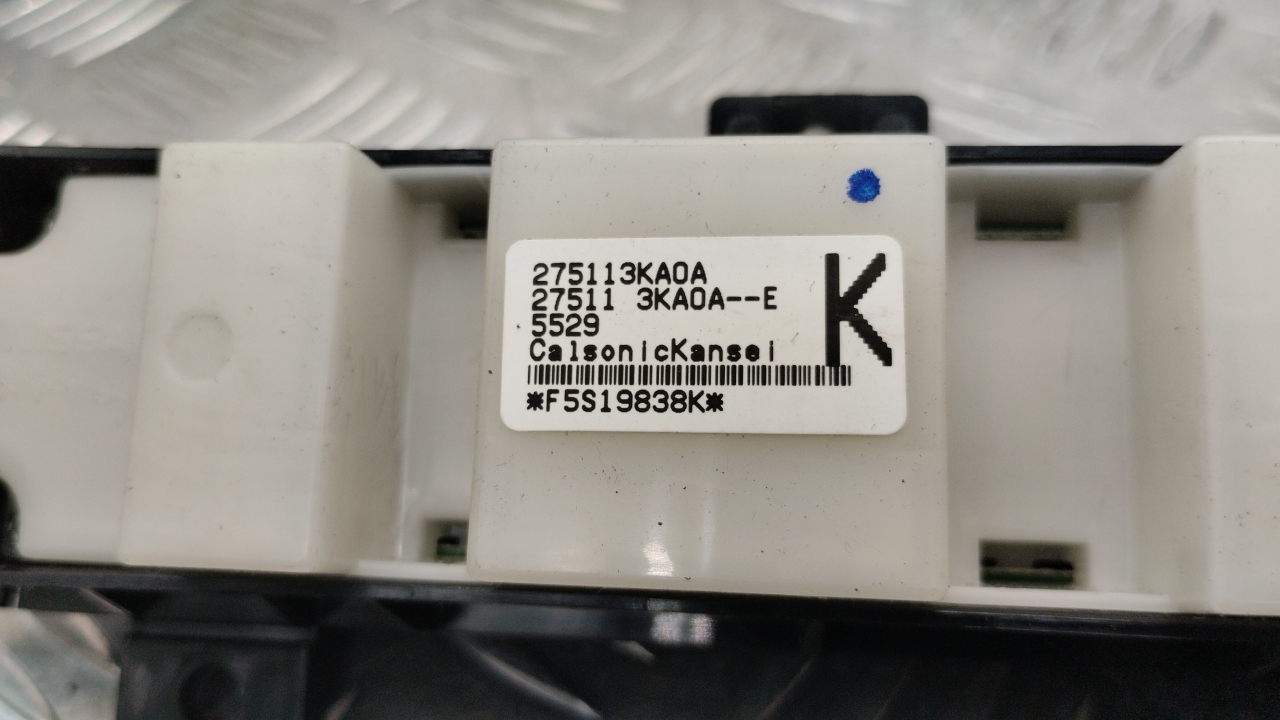 275113KA0A
27511 3KA0A--E
5529
CalsonicKansei
*F5S19838K*
K